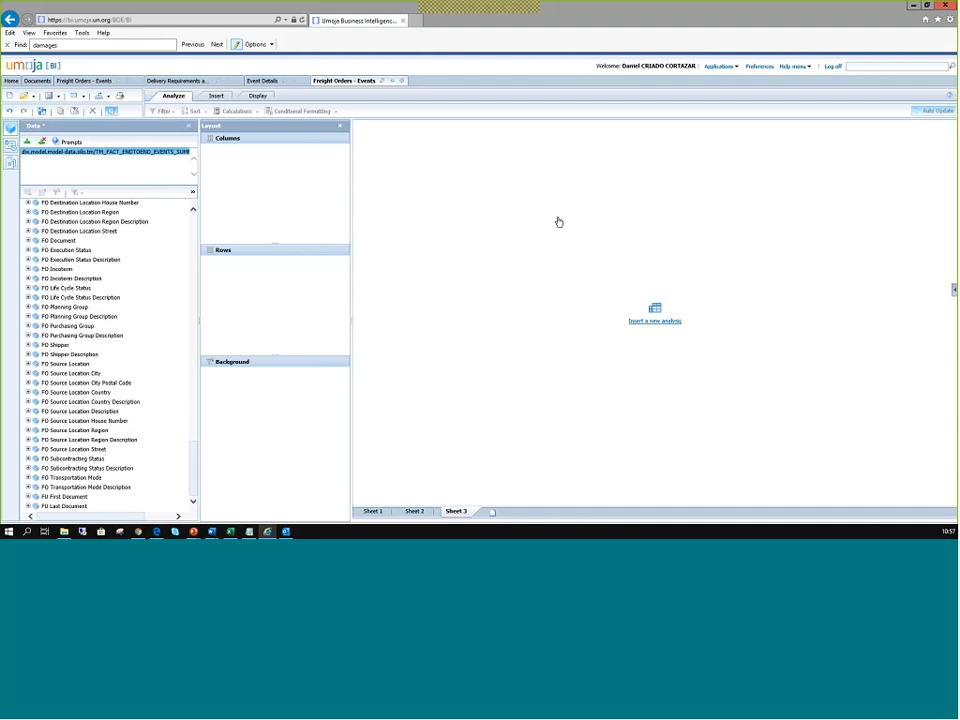 https://bi.umoja.un.org/BOE/BI
Umoja Business Intelligenc...
Edit View Favorites Tools Help
Find: damages Previous Next Options
umoja [BI]
Welcome: Daniel CRIADO CORTAZAR Applications Preferences Help menu Log off
Home Documents Freight Orders - Events Delivery Requirements a... Event Details Freight Orders - Events
Analyze Insert Display
Filter Sort Calculations Conditional Formatting Auto Update
Data
Prompts
FO Destination Location House Number
FO Destination Location Region
FO Destination Location Region Description
FO Destination Location Street
FO Document
FO Execution Status
FO Execution Status Description
FO Incoterm
FO Incoterm Description
FO Life Cycle Status
FO Life Cycle Status Description
FO Planning Group
FO Planning Group Description
FO Purchasing Group
FO Purchasing Group Description
FO Shipper
FO Shipper Description
FO Source Location
FO Source Location City
FO Source Location City Postal Code
FO Source Location Country
FO Source Location Country Description
FO Source Location Description
FO Source Location House Number
FO Source Location Region
FO Source Location Region Description
FO Source Location Street
FO Subcontracting Status
FO Subcontracting Status Description
FO Transportation Mode
FO Transportation Mode Description
FU First Document
FU Last Document
Layout
Columns
Rows
Background
Insert a new analysis
Sheet 1 Sheet 2 Sheet 3
10:57